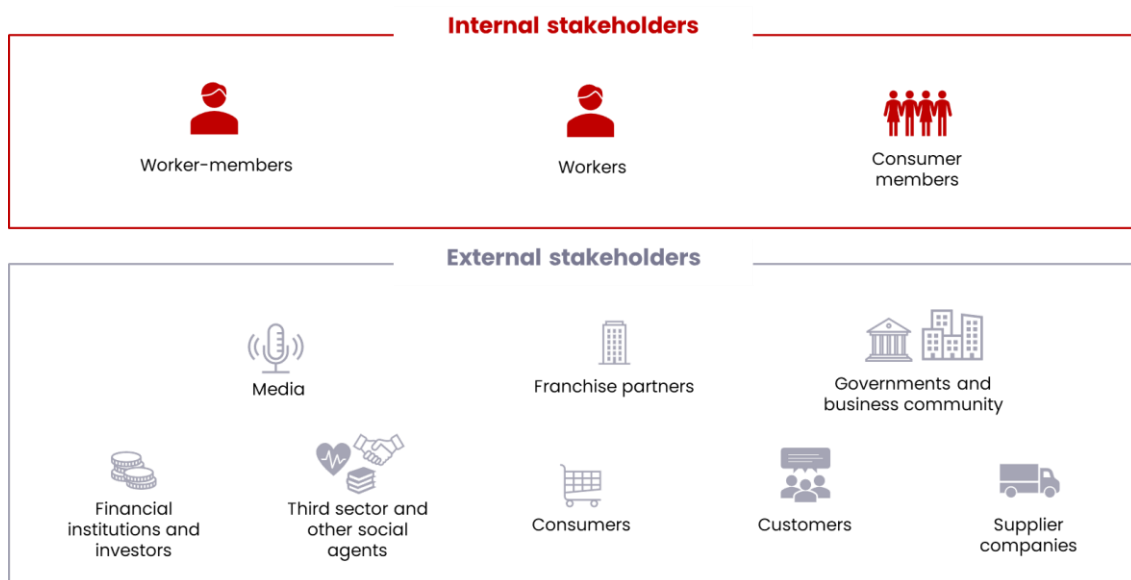 Internal stakeholders
Worker-members
Workers
Consumer
members
External stakeholders
Media
Franchise partners
Governments and
business community
Financial
institutions and
investors
Third sector and
other social
agents
Consumers
Customers
Supplier
companies